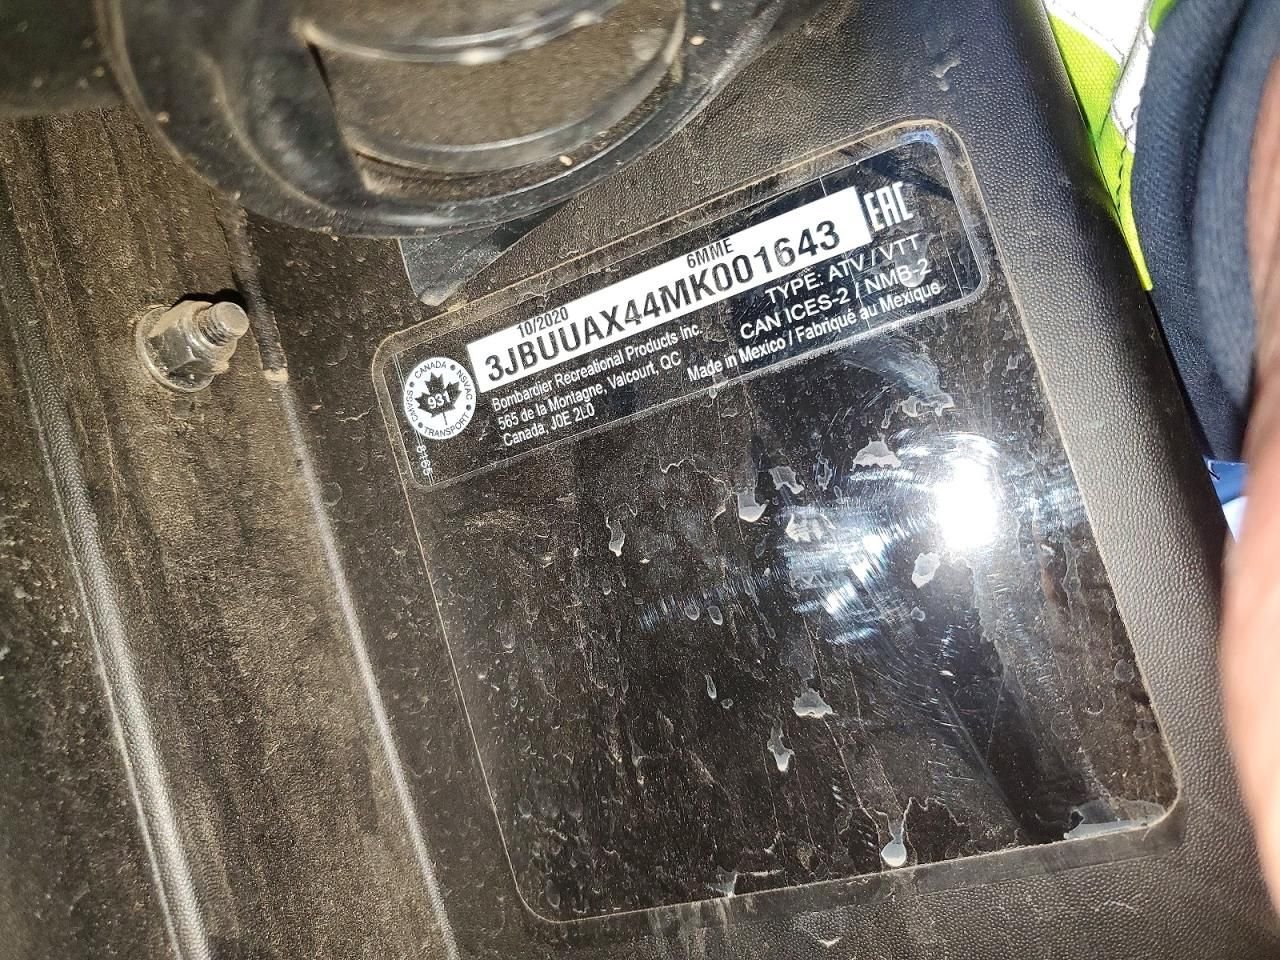 10/2020 6MME
3JBUUAX44MK001643
EAC
Bombardier Recreational Products Inc.
565 de la Montagne, Valcourt, QC
Canada, J0E 2L0
TYPE: ATV / VTT
CAN ICES-2 / NMB-2
Made in Mexico / Fabriqué au Mexique
CANADA
NSVAC
931
TRANSPORT